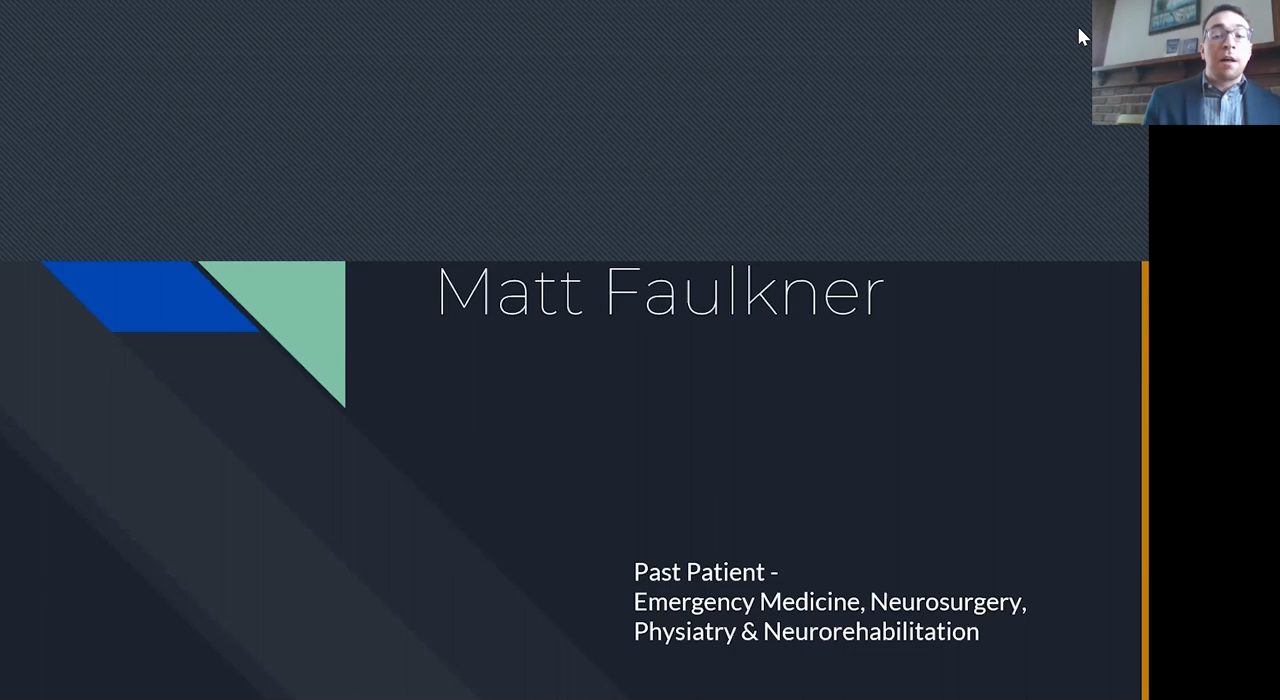 Matt Faulkner
Past Patient -
Emergency Medicine, Neurosurgery,
Physiatry & Neurorehabilitation